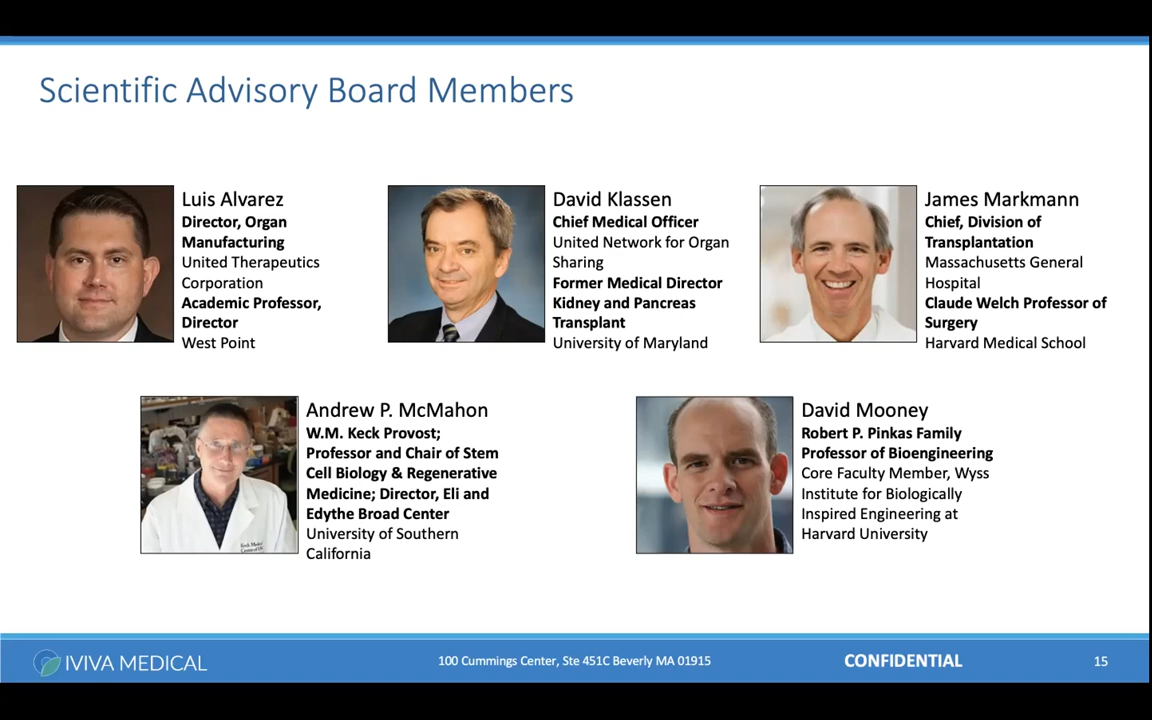 Scientific Advisory Board Members
Luis Alvarez
Director, Organ
Manufacturing
United Therapeutics
Corporation
Academic Professor,
Director
West Point
David Klassen
Chief Medical Officer
United Network for Organ
Sharing
Former Medical Director
Kidney and Pancreas
Transplant
University of Maryland
James Markmann
Chief, Division of
Transplantation
Massachusetts General
Hospital
Claude Welch Professor of
Surgery
Harvard Medical School
Andrew P. McMahon
W.M. Keck Provost;
Professor and Chair of Stem
Cell Biology & Regenerative
Medicine; Director, Eli and
Edythe Broad Center
University of Southern
California
David Mooney
Robert P. Pinkas Family
Professor of Bioengineering
Core Faculty Member, Wyss
Institute for Biologically
Inspired Engineering at
Harvard University
IVIVA MEDICAL
100 Cummings Center, Ste 451C Beverly MA 01915
CONFIDENTIAL
15